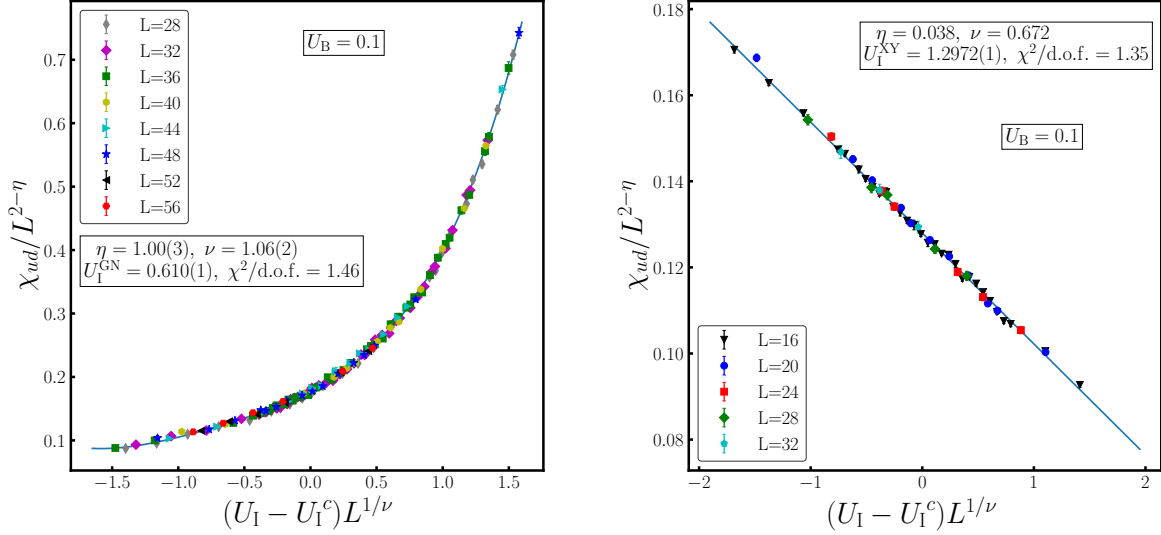 L=28
L=32
L=36
L=40
L=44
L=48
L=52
L=56
U_B = 0.1
η = 1.00(3), ν = 1.06(2)
U_I^GN = 0.610(1), χ²/d.o.f. = 1.46
0.7
0.6
0.5
0.4
0.3
0.2
0.1
χ_ud/L^{2−η}
−1.5 −1.0 −0.5 0.0 0.5 1.0 1.5
(U_I − U_I^c)L^{1/ν}
η = 0.038, ν = 0.672
U_I^XY = 1.2972(1), χ²/d.o.f. = 1.35
U_B = 0.1
L=16
L=20
L=24
L=28
L=32
0.18
0.16
0.14
0.12
0.10
0.08
χ_ud/L^{2−η}
−2 −1 0 1 2
(U_I − U_I^c)L^{1/ν}